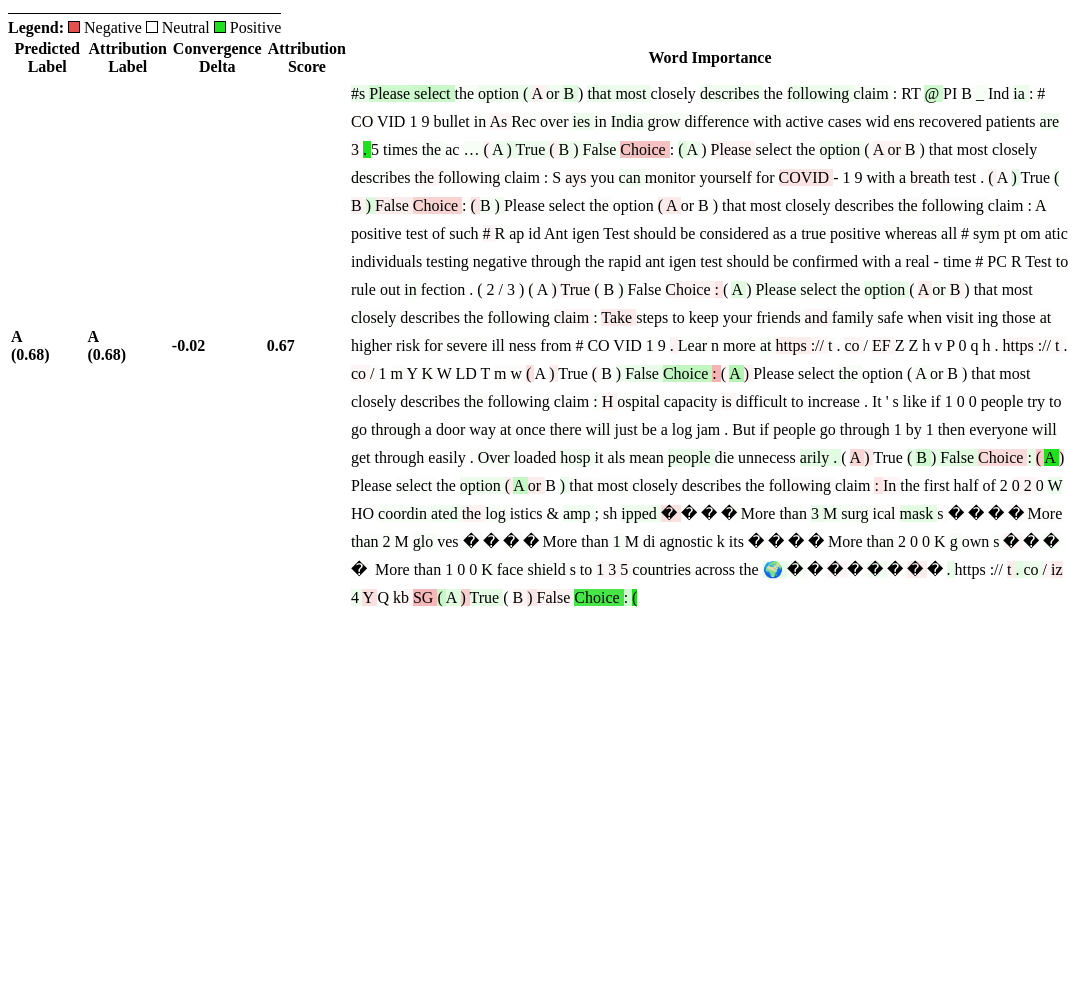 Legend: Negative Neutral Positive
Predicted Label Attribution Label Convergence Delta Attribution Score Word Importance
A (0.68) A (0.68) -0.02 0.67
#s Please select the option ( A or B ) that most closely describes the following claim : RT @ PI B _ Ind ia : #
CO VID 1 9 bullet in As Rec over ies in India grow difference with active cases wid ens recovered patients are
3 . 5 times the ac … ( A ) True ( B ) False Choice : ( A ) Please select the option ( A or B ) that most closely
describes the following claim : S ays you can monitor yourself for COVID - 1 9 with a breath test . ( A ) True (
B ) False Choice : ( B ) Please select the option ( A or B ) that most closely describes the following claim : A
positive test of such # R ap id Ant igen Test should be considered as a true positive whereas all # sym pt om atic
individuals testing negative through the rapid ant igen test should be confirmed with a real - time # PC R Test to
rule out in fection . ( 2 / 3 ) ( A ) True ( B ) False Choice : ( A ) Please select the option ( A or B ) that most
closely describes the following claim : Take steps to keep your friends and family safe when visit ing those at
higher risk for severe ill ness from # CO VID 1 9 . Lear n more at https :// t . co / EF Z Z h v P 0 q h . https :// t .
co / 1 m Y K W LD T m w ( A ) True ( B ) False Choice : ( A ) Please select the option ( A or B ) that most
closely describes the following claim : H ospital capacity is difficult to increase . It ' s like if 1 0 0 people try to
go through a door way at once there will just be a log jam . But if people go through 1 by 1 then everyone will
get through easily . Over loaded hosp it als mean people die unnecess arily . ( A ) True ( B ) False Choice : ( A )
Please select the option ( A or B ) that most closely describes the following claim : In the first half of 2 0 2 0 W
HO coordin ated the log istics & amp ; sh ipped � � � � More than 3 M surg ical mask s � � � � More
than 2 M glo ves � � � � More than 1 M di agnostic k its � � � � More than 2 0 0 K g own s � � �
� More than 1 0 0 K face shield s to 1 3 5 countries across the 🌍 � � � � � � � � . https :// t . co / iz
4 Y Q kb SG ( A ) True ( B ) False Choice : (